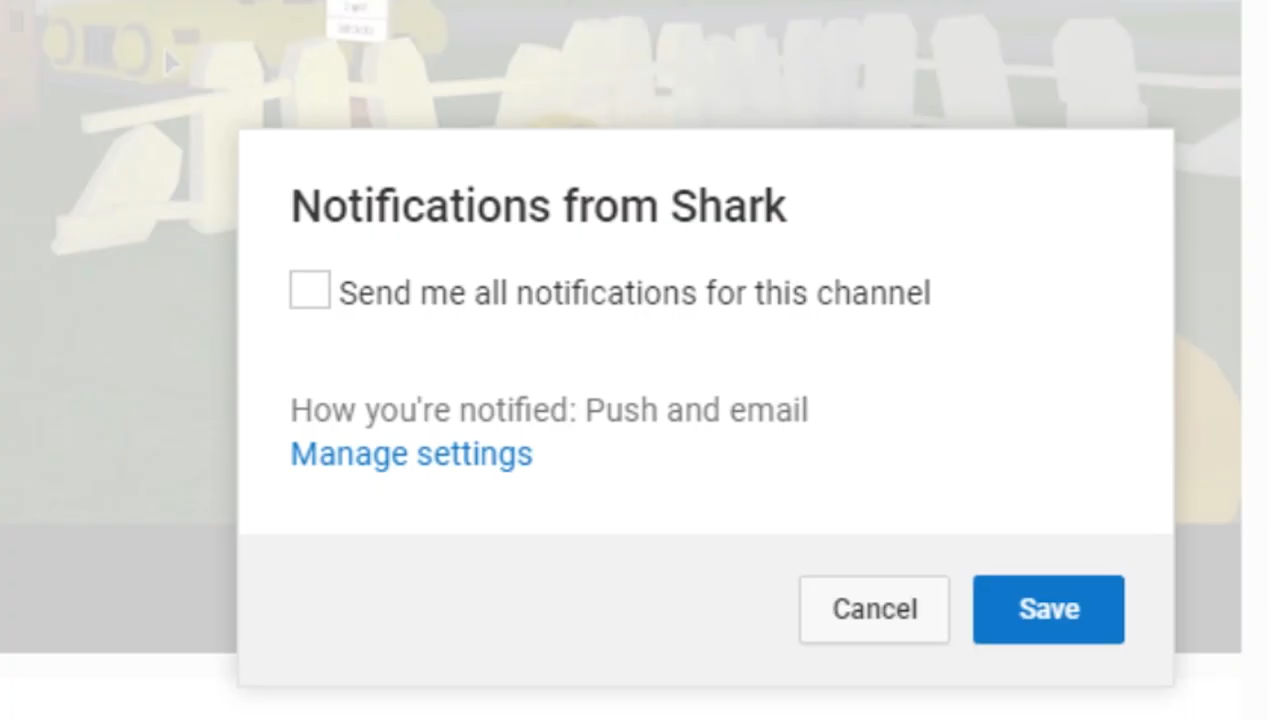 Notifications from Shark
Send me all notifications for this channel
How you're notified: Push and email
Manage settings
Cancel
Save